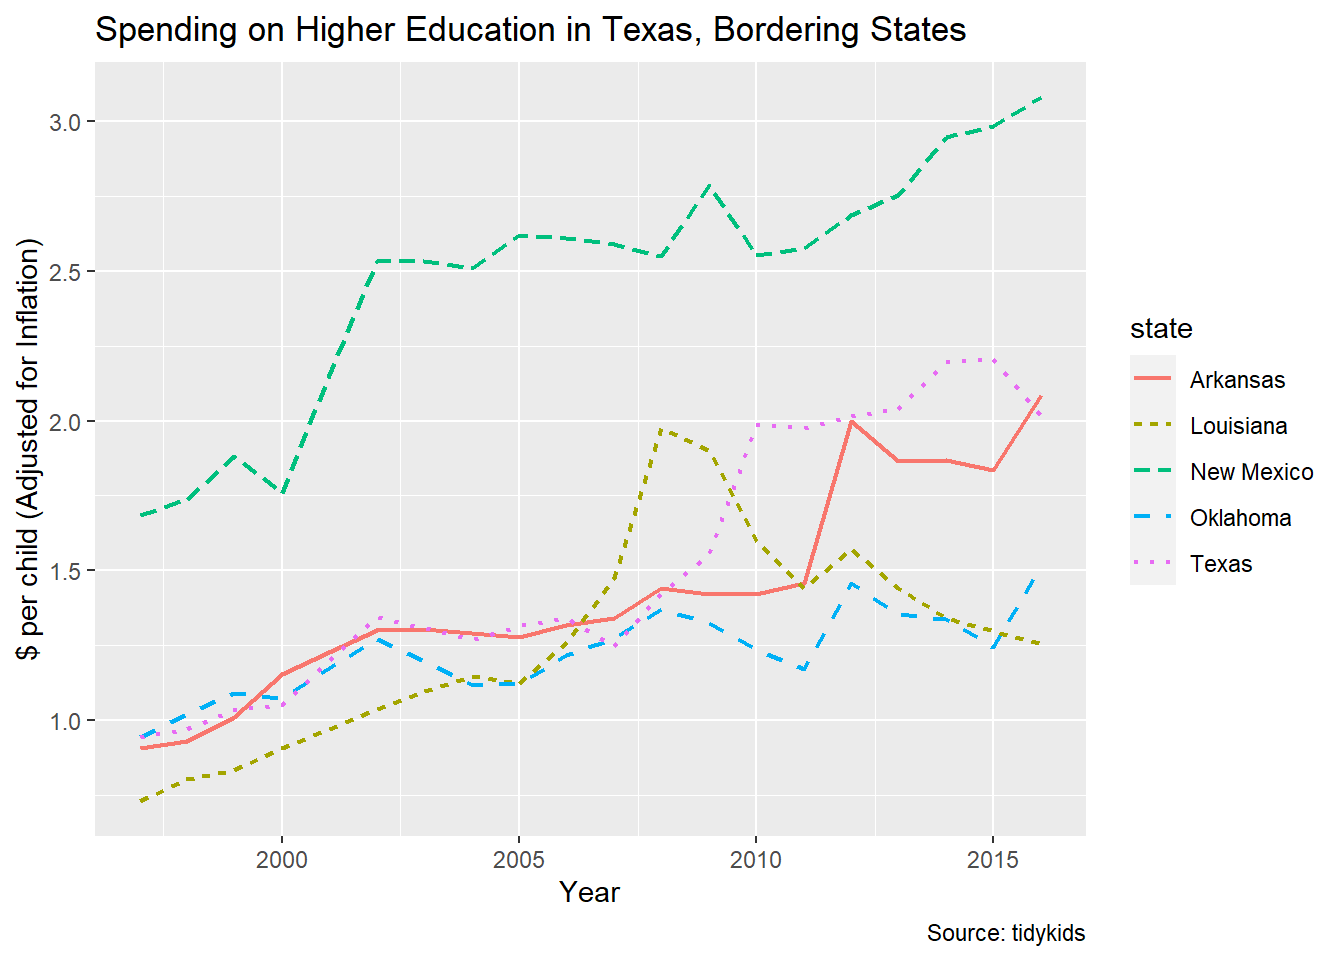 Spending on Higher Education in Texas, Bordering States
$ per child (Adjusted for Inflation)
3.0
2.5
2.0
1.5
1.0
2000 2005 2010 2015
Year
state
Arkansas
Louisiana
New Mexico
Oklahoma
Texas
Source: tidykids